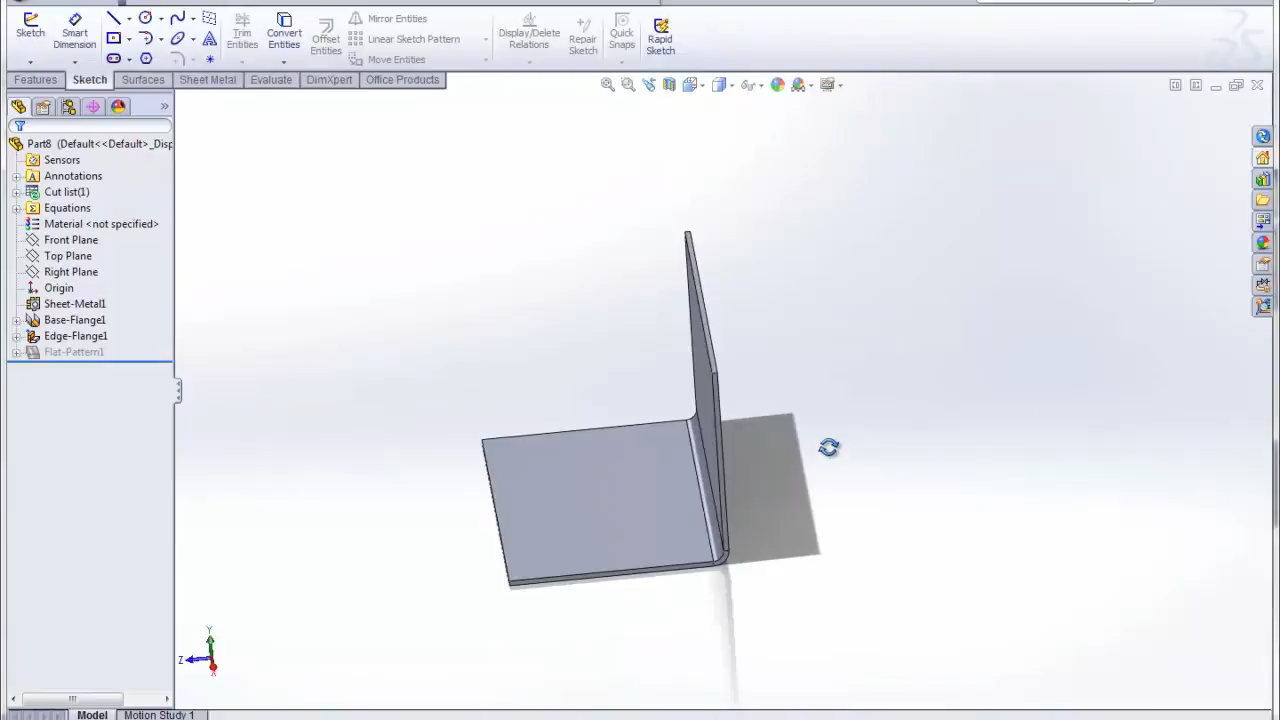 Sketch
Smart Dimension
Trim Entities
Convert Entities
Offset Entities
Mirror Entities
Linear Sketch Pattern
Move Entities
Display/Delete Relations
Repair Sketch
Quick Snaps
Rapid Sketch
Features
Sketch
Surfaces
Sheet Metal
Evaluate
DimXpert
Office Products
Part8 (Default<<Default>_Disp
Sensors
Annotations
Cut list(1)
Equations
Material <not specified>
Front Plane
Top Plane
Right Plane
Origin
Sheet-Metal1
Base-Flange1
Edge-Flange1
Flat-Pattern1
Y
Z
X
Model
Motion Study 1